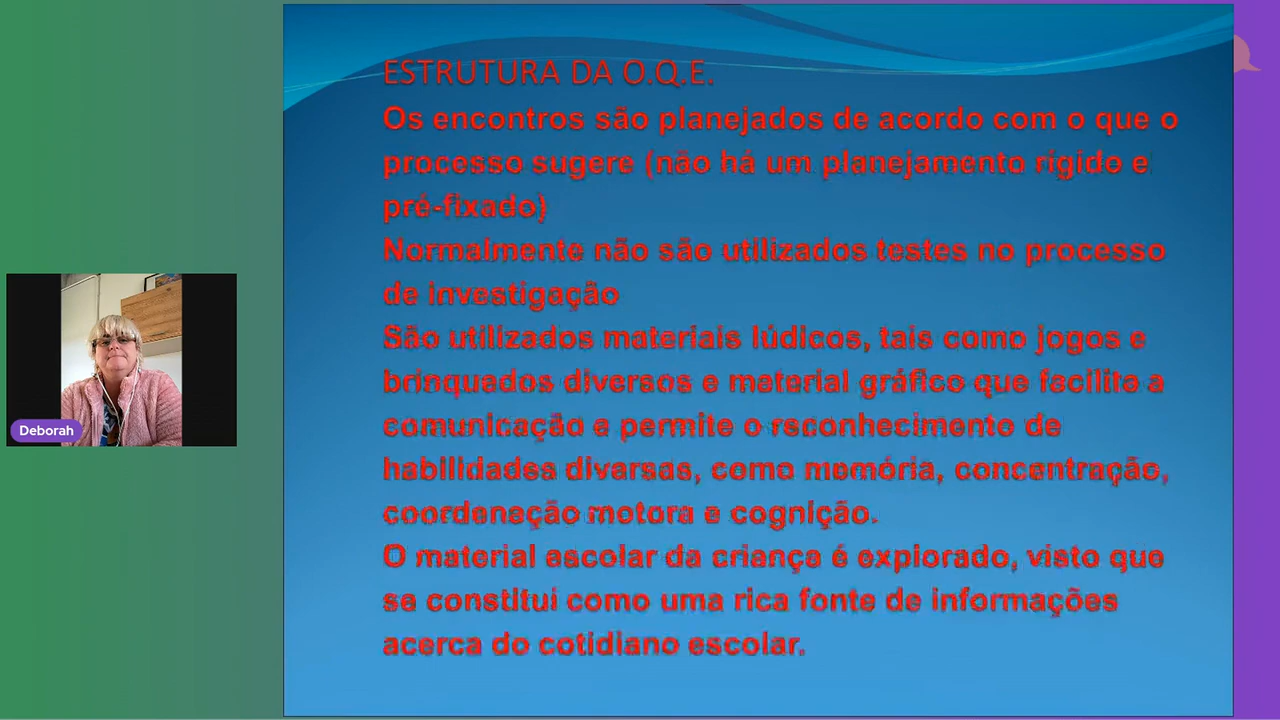 ESTRUTURA DA O.Q.E.
Os encontros são planejados de acordo com o que o
processo sugere (não há um planejamento rígido e
pré-fixado)
Normalmente não são utilizados testes no processo
de investigação
São utilizados materiais lúdicos, tais como jogos e
brinquedos diversos e material gráfico que facilita a
comunicação e permite o reconhecimento de
habilidades diversas, como memória, concentração,
coordenação motora e cognição.
O material escolar da criança é explorado, visto que
se constitui como uma rica fonte de informações
acerca do cotidiano escolar.
Deborah